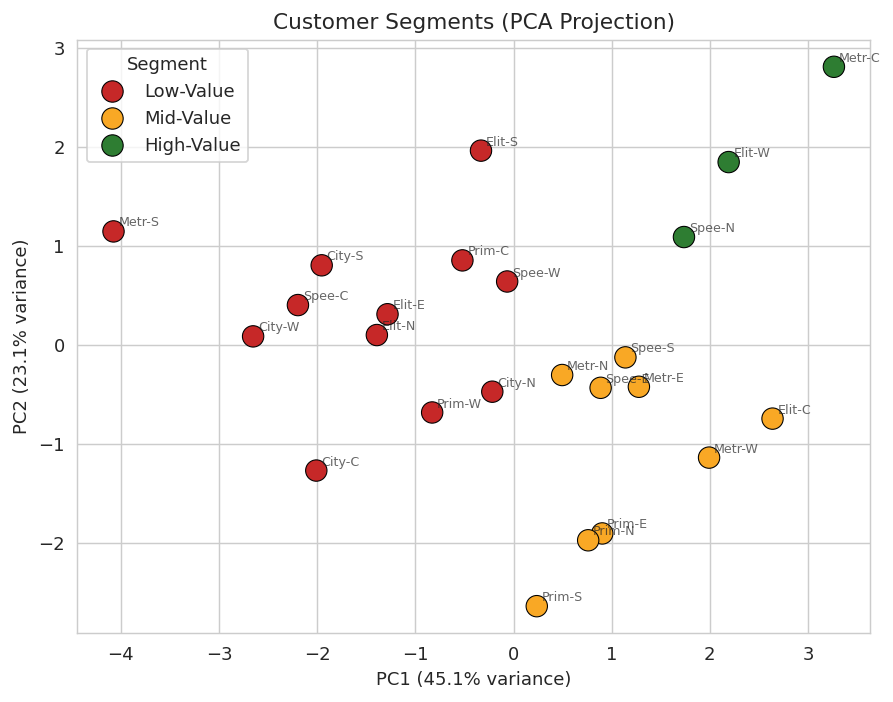 Customer Segments (PCA Projection)
Segment
Low-Value
Mid-Value
High-Value
Metr-C
Elit-W
Elit-S
Spee-N
Metr-S
City-S
Prim-C
Spee-W
Spee-C
Elit-E
City-W
Elit-N
Spee-S
Metr-N
Spee-E
Metr-E
City-N
Prim-W
Elit-C
Metr-W
City-C
Prim-E
Prim-N
Prim-S
3
2
1
0
−1
−2
PC2 (23.1% variance)
−4 −3 −2 −1 0 1 2 3
PC1 (45.1% variance)